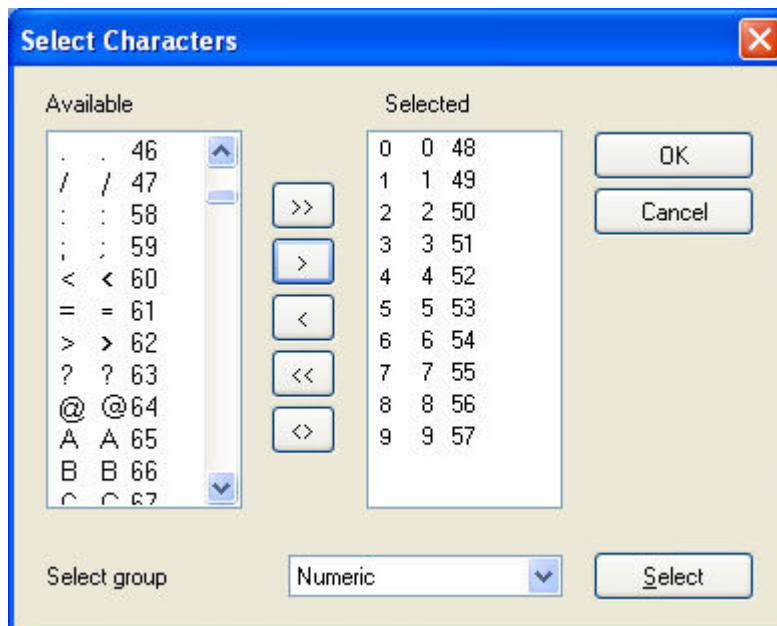 Select Characters
Available
. . 46
/ / 47
: : 58
; ; 59
< < 60
= = 61
> > 62
? ? 63
@ @ 64
A A 65
B B 66
C C 67
>>
>
<
<<
<>
Selected
0 0 48
1 1 49
2 2 50
3 3 51
4 4 52
5 5 53
6 6 54
7 7 55
8 8 56
9 9 57
OK
Cancel
Select group
Numeric
Select